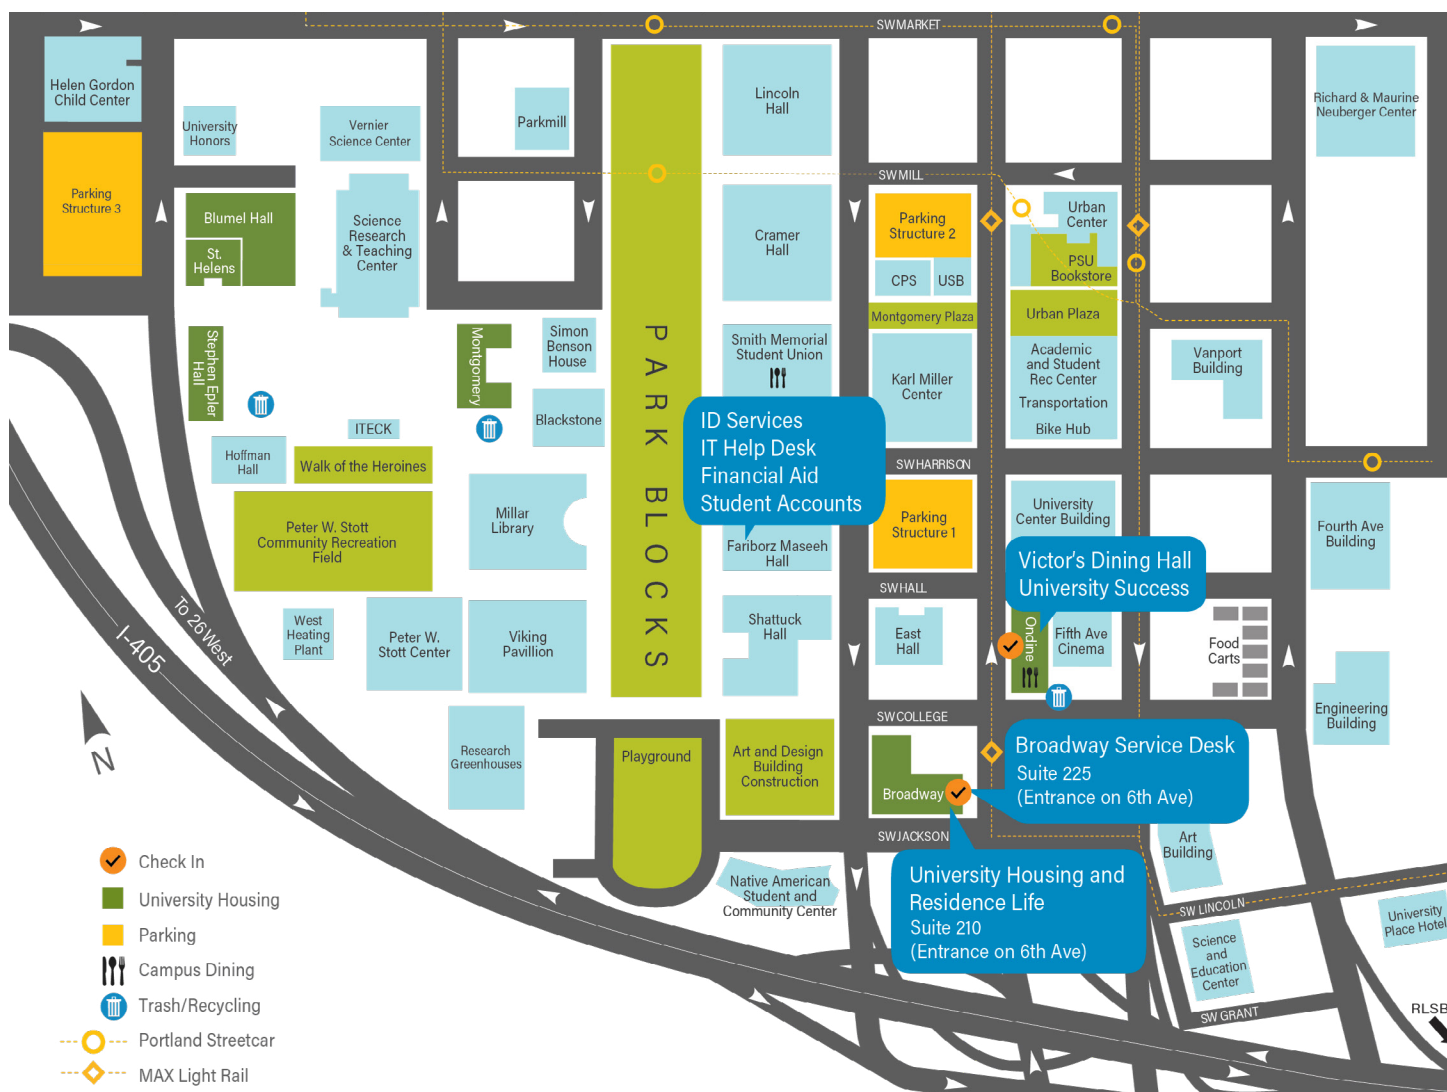 SW MARKET
Helen Gordon
Child Center
University
Honors
Vernier
Science Center
Parkmill
Lincoln
Hall
Richard & Maurine
Neuberger Center
SW MILL
Parking
Structure 3
Blumel Hall
St.
Helens
Science
Research
& Teaching
Center
Cramer
Hall
Parking
Structure 2
CPS
USB
Urban
Center
PSU
Bookstore
Montgomery Plaza
Urban Plaza
Stephen Epler
Hall
Montgomery
Simon
Benson
House
PARK BLOCKS
Smith Memorial
Student Union
Karl Miller
Center
Academic
and Student
Rec Center
Transportation
Bike Hub
Vanport
Building
Blackstone
ITECK
ID Services
IT Help Desk
Financial Aid
Student Accounts
Hoffman
Hall
Walk of the Heroines
SW HARRISON
Millar
Library
Peter W. Stott
Community Recreation
Field
Parking
Structure 1
University
Center Building
Fourth Ave
Building
Fariborz Maseeh
Hall
Victor's Dining Hall
University Success
SW HALL
To 26 West
I-405
West
Heating
Plant
Peter W.
Stott Center
Viking
Pavillion
Shattuck
Hall
East
Hall
Ondine
Fifth Ave
Cinema
Food
Carts
Engineering
Building
SW COLLEGE
N
Research
Greenhouses
Playground
Art and Design
Building
Construction
Broadway
Broadway Service Desk
Suite 225
(Entrance on 6th Ave)
SW JACKSON
Art
Building
Native American
Student and
Community Center
University Housing and
Residence Life
Suite 210
(Entrance on 6th Ave)
SW LINCOLN
University
Place Hotel
Science
and
Education
Center
SW GRANT
RLSB
Check In
University Housing
Parking
Campus Dining
Trash/Recycling
Portland Streetcar
MAX Light Rail